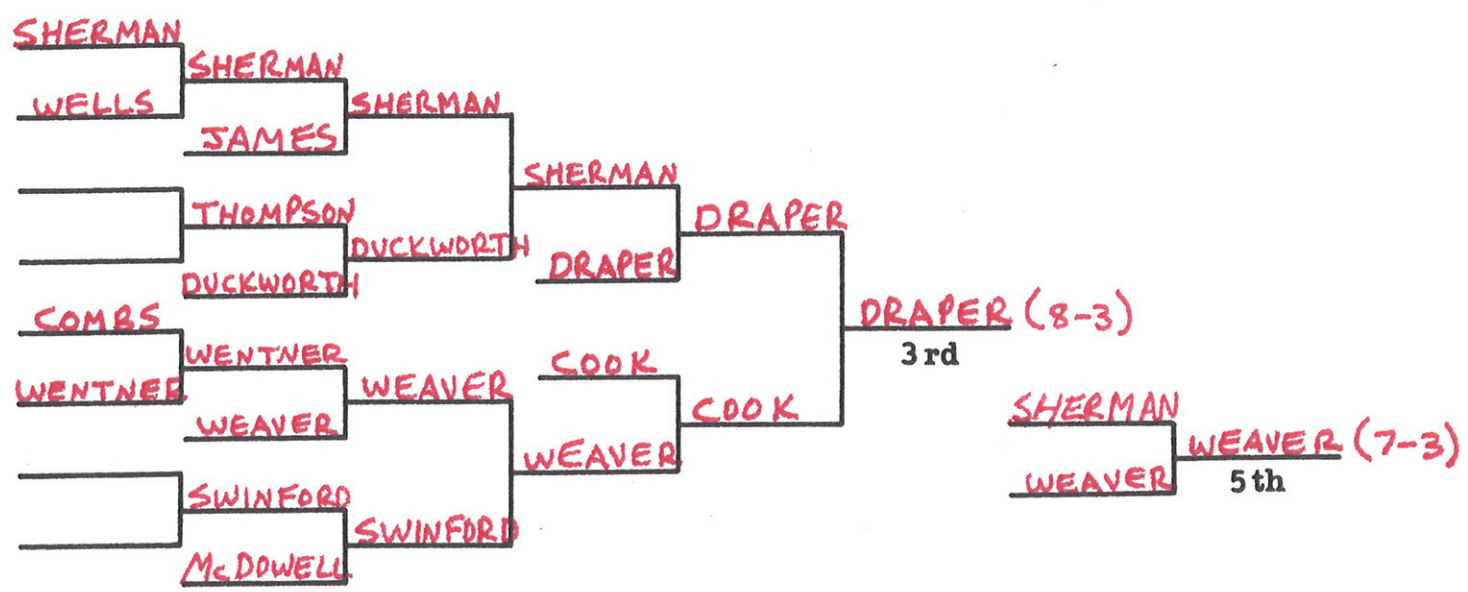 SHERMAN
WELLS
SHERMAN
JAMES
THOMPSON
DUCKWORTH
COMBS
WENTNER
WENTNER
WEAVER
SWINFORD
McDOWELL
SHERMAN
DUCKWORTH
WEAVER
SWINFORD
SHERMAN
DRAPER
COOK
WEAVER
DRAPER
COOK
DRAPER (8-3)
3rd
SHERMAN
WEAVER
WEAVER (7-3)
5th